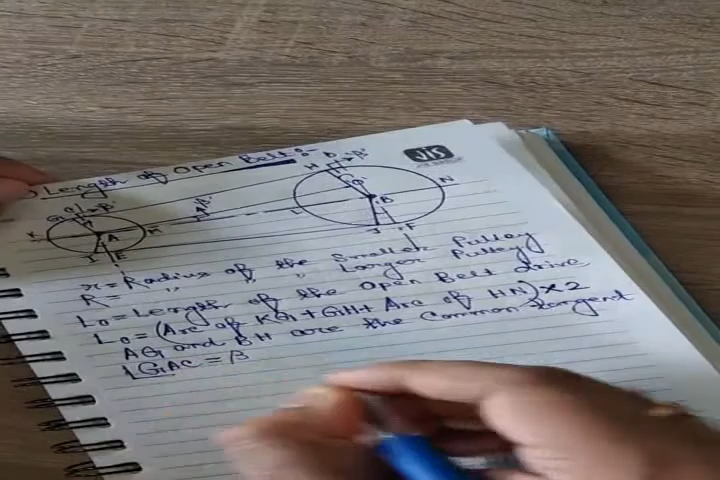 Length of Open Belt:-
JIS
r = Radius of the Smaller Pulley
R = " " " Larger Pulley
L₀ = Length of the Open Belt drive
L₀ = (Arc of KG + GH + Arc of HN) × 2
AG and BH are the Common tangent
∠GAC = β